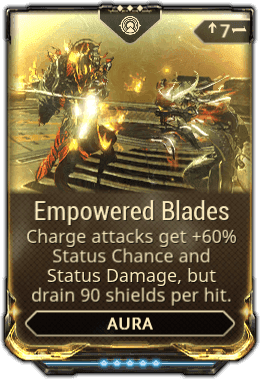 7
Empowered Blades
Charge attacks get +60%
Status Chance and
Status Damage, but
drain 90 shields per hit.
AURA